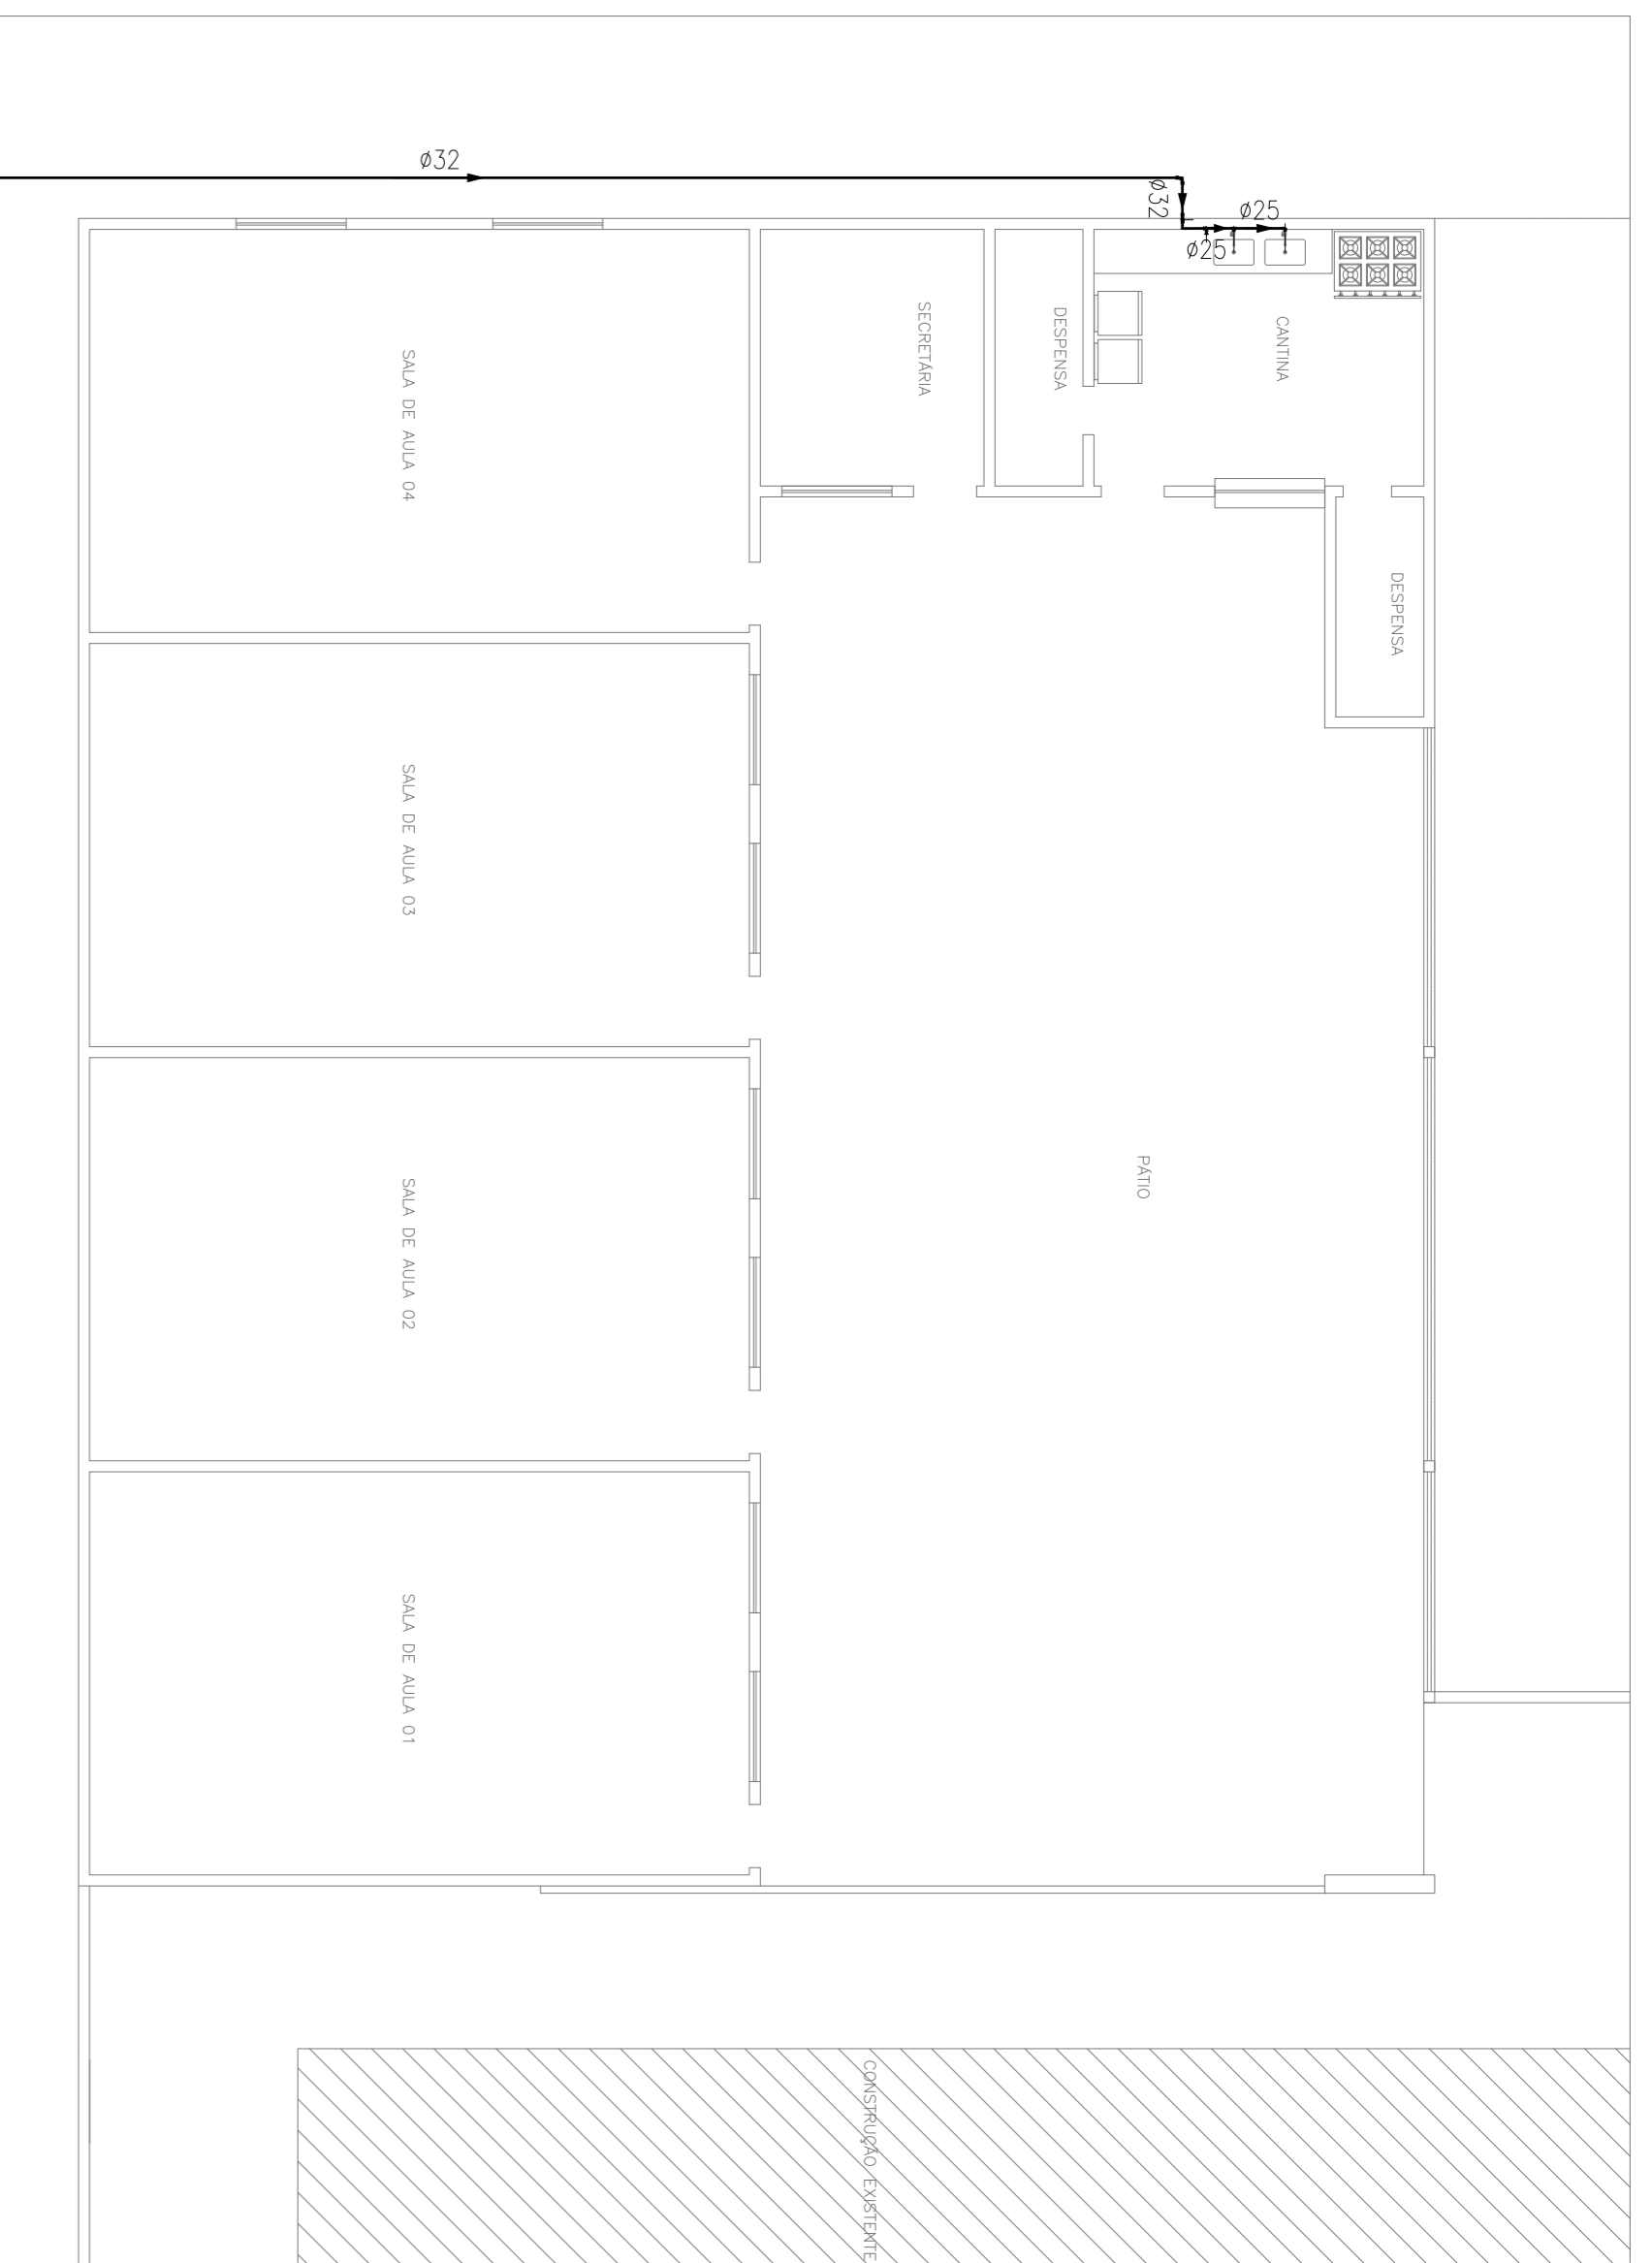 ø32
ø32
ø25
ø25
SECRETÁRIA
DESPENSA
CANTINA
SALA DE AULA 04
DESPENSA
SALA DE AULA 03
PÁTIO
SALA DE AULA 02
SALA DE AULA 01
CONSTRUÇÃO EXISTENTE